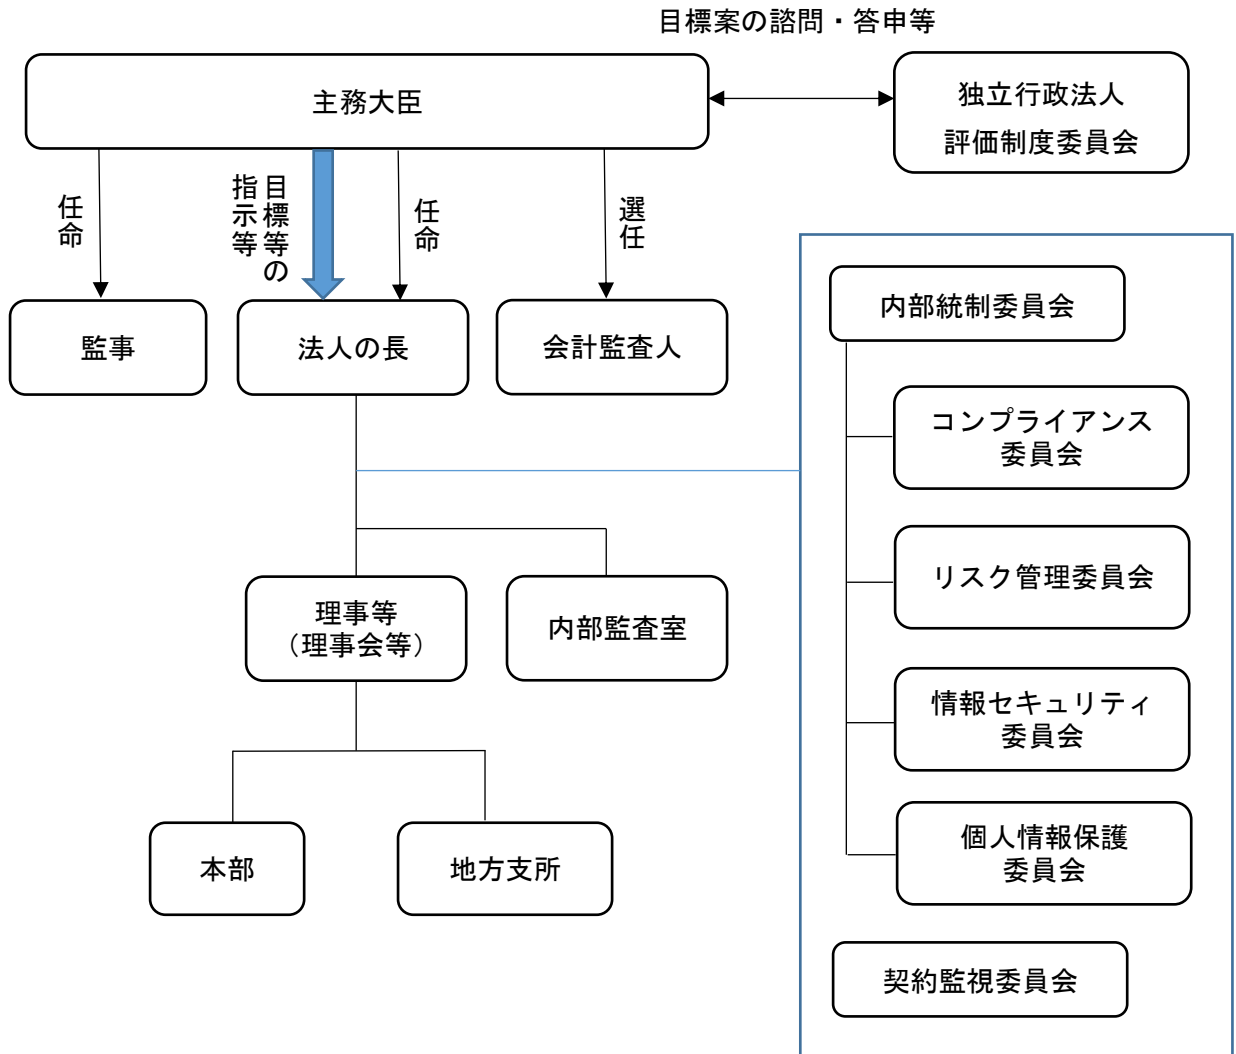 目標案の諮問・答申等
主務大臣
独立行政法人
評価制度委員会
任命
目標等の
指示等
任命
選任
監事
法人の長
会計監査人
内部統制委員会
コンプライアンス
委員会
リスク管理委員会
理事等
（理事会等）
内部監査室
情報セキュリティ
委員会
本部
地方支所
個人情報保護
委員会
契約監視委員会